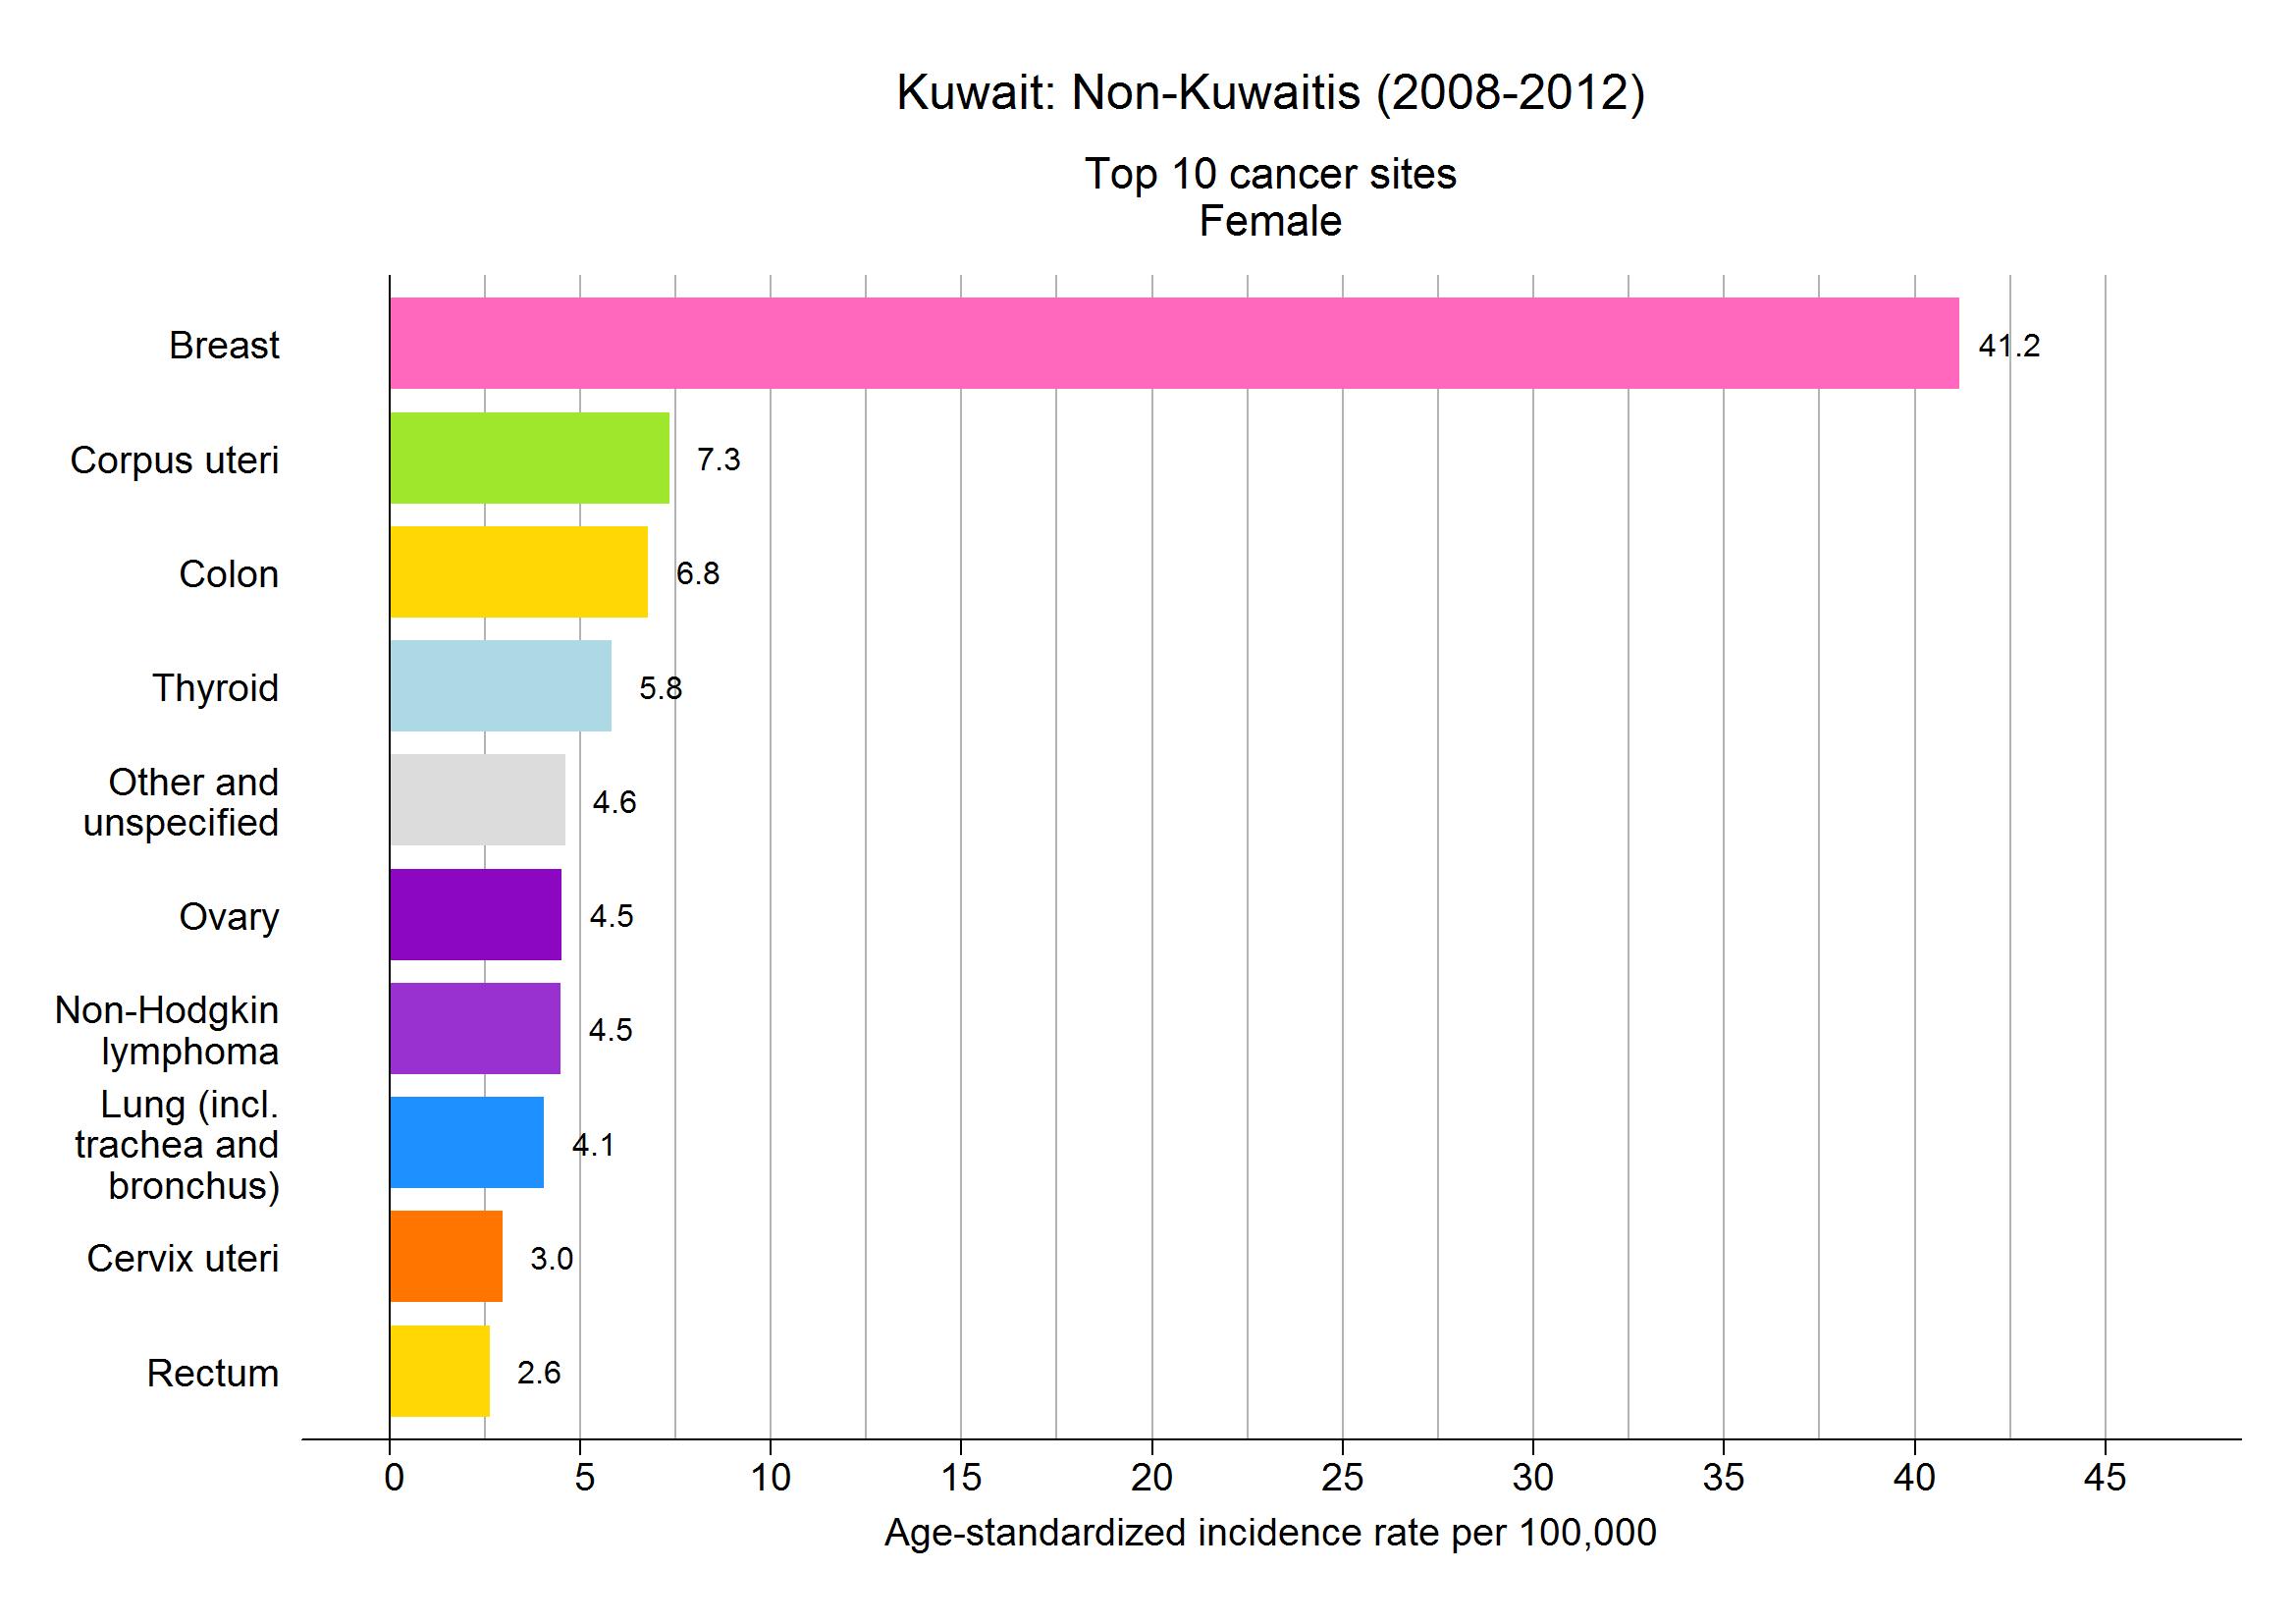 Kuwait: Non-Kuwaitis (2008-2012)
Top 10 cancer sites
Female
Breast
41.2
Corpus uteri
7.3
Colon
6.8
Thyroid
5.8
Other and
unspecified
4.6
Ovary
4.5
Non-Hodgkin
lymphoma
4.5
Lung (incl.
trachea and
bronchus)
4.1
Cervix uteri
3.0
Rectum
2.6
0 5 10 15 20 25 30 35 40 45
Age-standardized incidence rate per 100,000